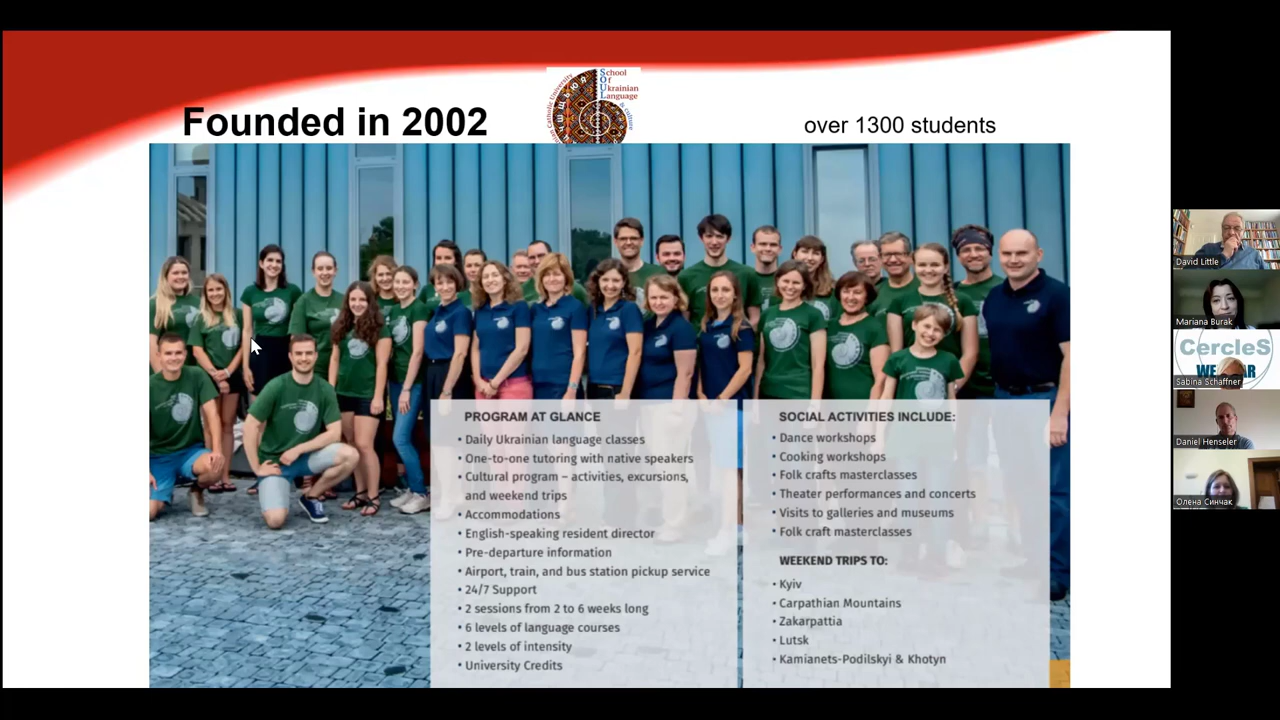 Founded in 2002
School
Of
Ukrainian
Language
& Culture
over 1300 students
PROGRAM AT GLANCE
• Daily Ukrainian language classes
• One-to-one tutoring with native speakers
• Cultural program – activities, excursions,
and weekend trips
• Accommodations
• English-speaking resident director
• Pre-departure information
• Airport, train, and bus station pickup service
• 24/7 Support
• 2 sessions from 2 to 6 weeks long
• 6 levels of language courses
• 2 levels of intensity
• University Credits
SOCIAL ACTIVITIES INCLUDE:
• Dance workshops
• Cooking workshops
• Folk crafts masterclasses
• Theater performances and concerts
• Visits to galleries and museums
• Folk craft masterclasses
WEEKEND TRIPS TO:
• Kyiv
• Carpathian Mountains
• Zakarpattia
• Lutsk
• Kamianets-Podilskyi & Khotyn
David Little
Mariana Burak
CercleS
Sabina Schaffner
Daniel Henseler
Олена Синчак